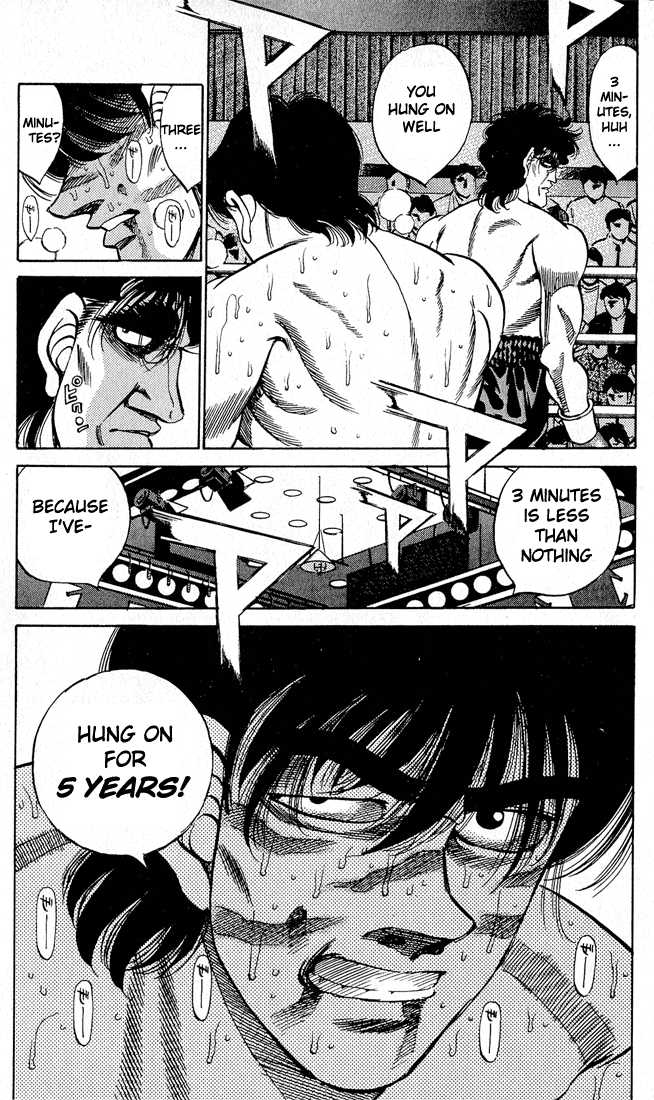 3
MIN-
UTES,
HUH
...
YOU
HUNG ON
WELL
THREE
...
MINU-
TES?
3 MINUTES
IS LESS
THAN
NOTHING
BECAUSE
I'VE-
HUNG ON
FOR
5 YEARS!